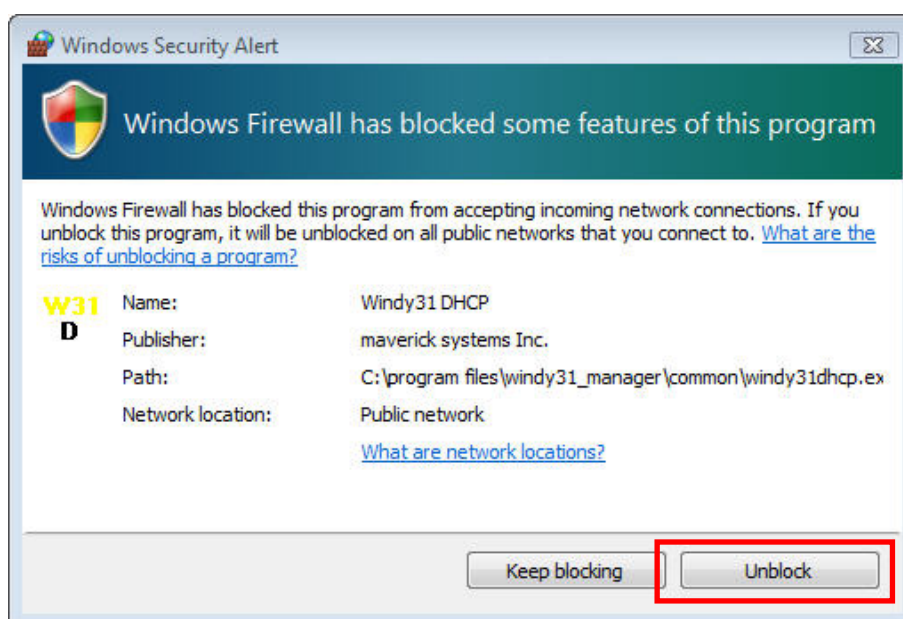 Windows Security Alert
Windows Firewall has blocked some features of this program
Windows Firewall has blocked this program from accepting incoming network connections. If you
unblock this program, it will be unblocked on all public networks that you connect to. What are the
risks of unblocking a program?
W31
D
Name: Windy31 DHCP
Publisher: maverick systems Inc.
Path: C:\program files\windy31_manager\common\windy31dhcp.ex
Network location: Public network
What are network locations?
Keep blocking Unblock